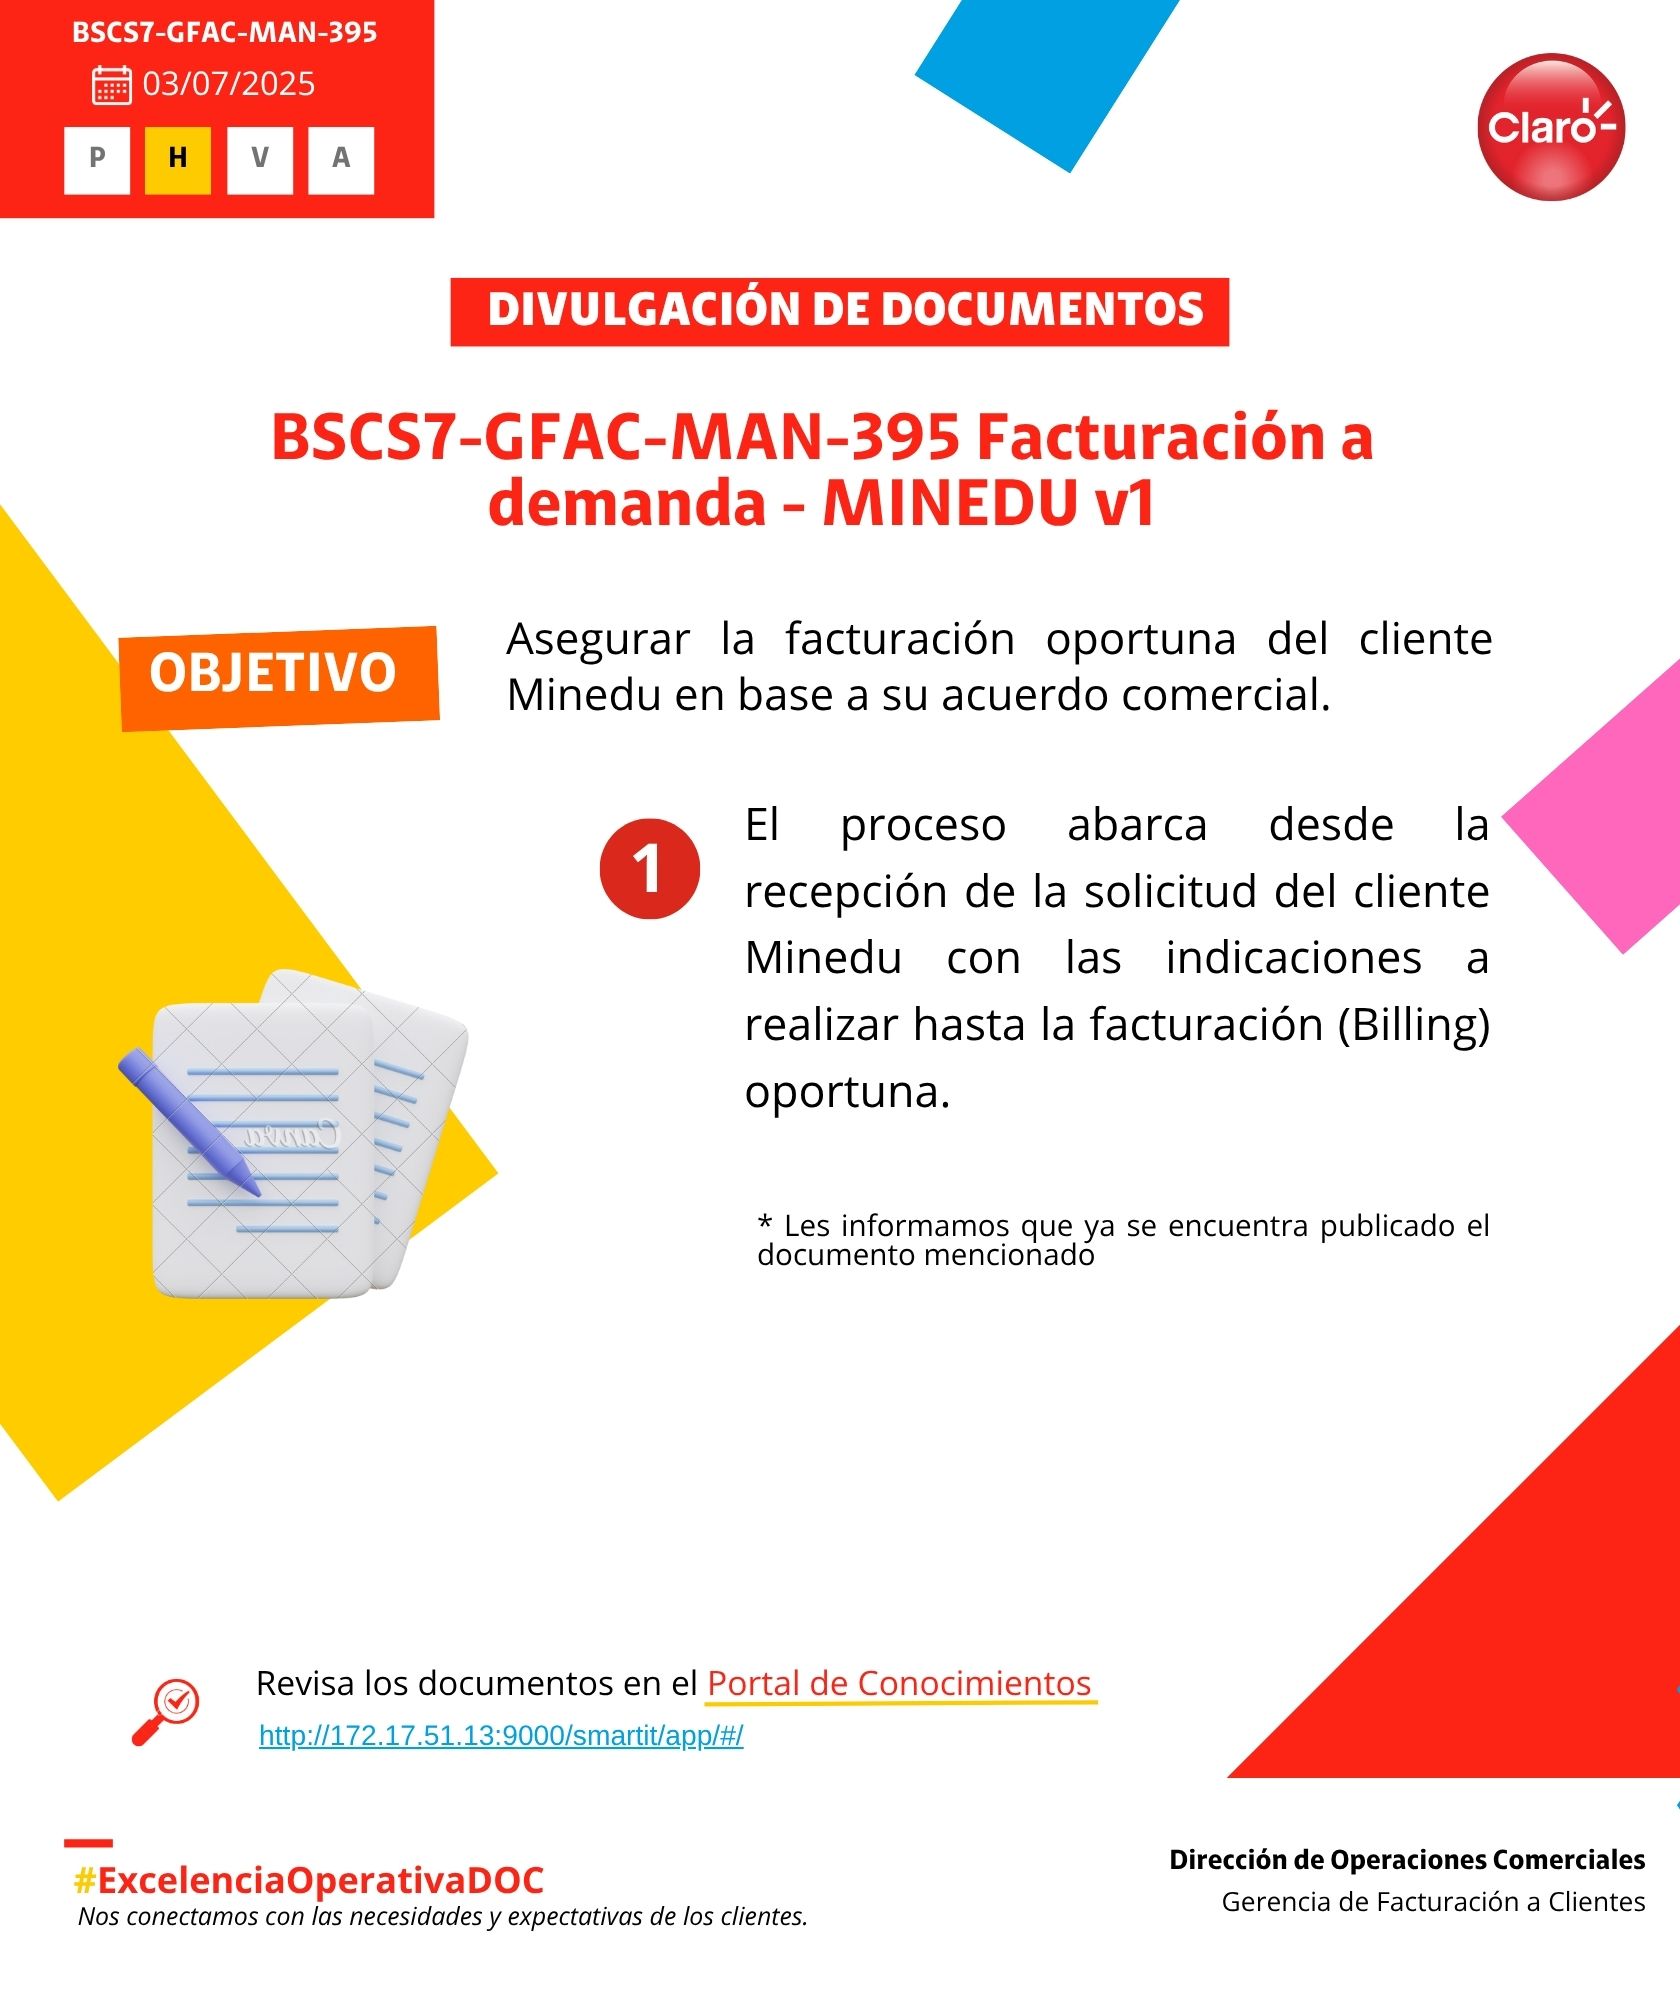 BSCS7-GFAC-MAN-395
03/07/2025
P H V A
Claro
DIVULGACIÓN DE DOCUMENTOS
BSCS7-GFAC-MAN-395 Facturación a
demanda - MINEDU v1
OBJETIVO
Asegurar la facturación oportuna del cliente
Minedu en base a su acuerdo comercial.
1
El proceso abarca desde la
recepción de la solicitud del cliente
Minedu con las indicaciones a
realizar hasta la facturación (Billing)
oportuna.
Canva
* Les informamos que ya se encuentra publicado el
documento mencionado
Revisa los documentos en el Portal de Conocimientos
http://172.17.51.13:9000/smartit/app/#/
#ExcelenciaOperativaDOC
Nos conectamos con las necesidades y expectativas de los clientes.
Dirección de Operaciones Comerciales
Gerencia de Facturación a Clientes